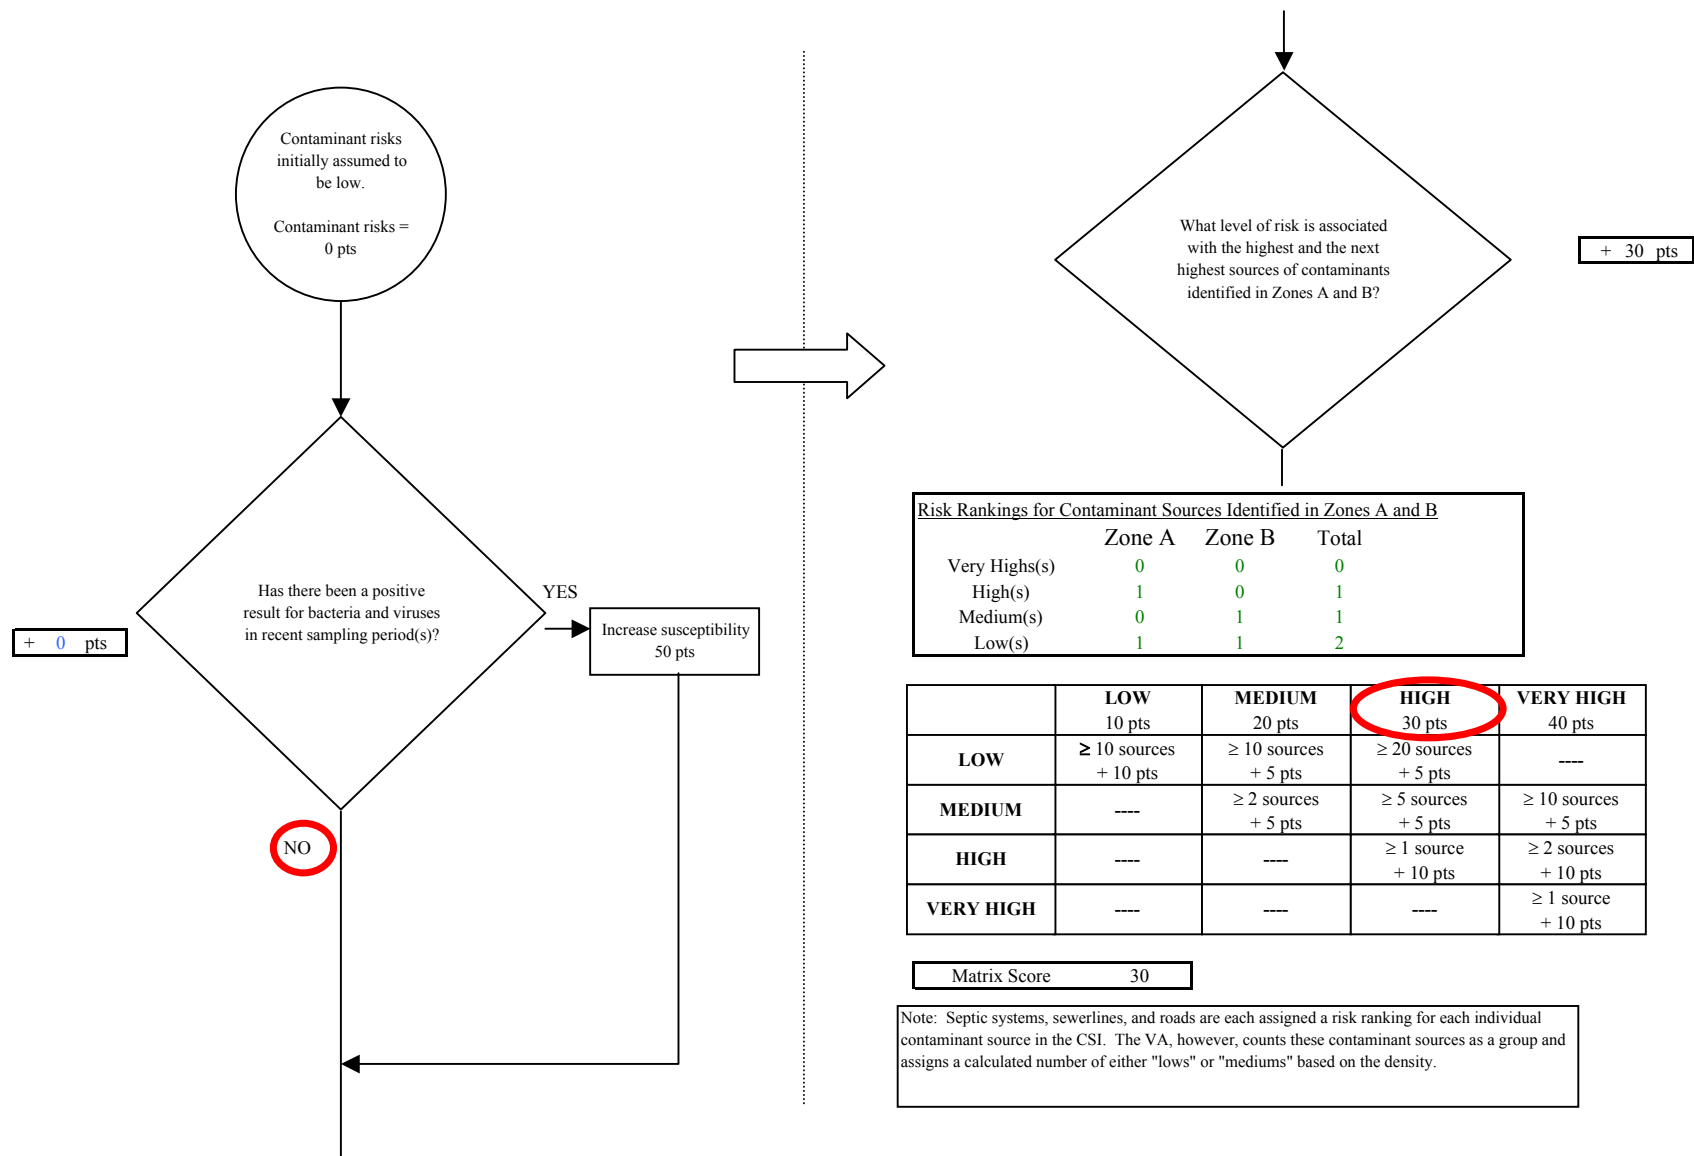 Contaminant risks
initially assumed to
be low.
Contaminant risks =
0 pts
Has there been a positive
result for bacteria and viruses
in recent sampling period(s)?
+ 0 pts
YES
Increase susceptibility
50 pts
NO
What level of risk is associated
with the highest and the next
highest sources of contaminants
identified in Zones A and B?
+ 30 pts
Risk Rankings for Contaminant Sources Identified in Zones A and B
Zone A Zone B Total
Very Highs(s) 0 0 0
High(s) 1 0 1
Medium(s) 0 1 1
Low(s) 1 1 2
LOW MEDIUM HIGH VERY HIGH
10 pts 20 pts 30 pts 40 pts
LOW ≥ 10 sources ≥ 10 sources ≥ 20 sources ----
+ 10 pts + 5 pts + 5 pts
MEDIUM ---- ≥ 2 sources ≥ 5 sources ≥ 10 sources
+ 5 pts + 5 pts + 5 pts
HIGH ---- ---- ≥ 1 source ≥ 2 sources
+ 10 pts + 10 pts
VERY HIGH ---- ---- ---- ≥ 1 source
+ 10 pts
Matrix Score 30
Note: Septic systems, sewerlines, and roads are each assigned a risk ranking for each individual
contaminant source in the CSI. The VA, however, counts these contaminant sources as a group and
assigns a calculated number of either "lows" or "mediums" based on the density.